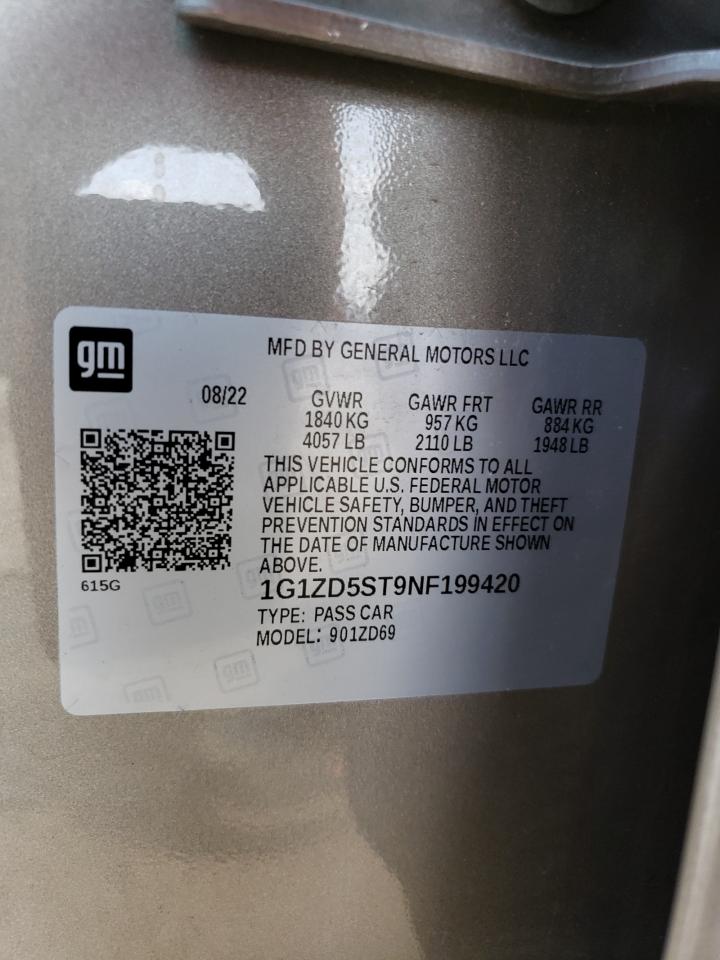 gm
MFD BY GENERAL MOTORS LLC
08/22
GVWR GAWR FRT GAWR RR
1840 KG 957 KG 884 KG
4057 LB 2110 LB 1948 LB
THIS VEHICLE CONFORMS TO ALL
APPLICABLE U.S. FEDERAL MOTOR
VEHICLE SAFETY, BUMPER, AND THEFT
PREVENTION STANDARDS IN EFFECT ON
THE DATE OF MANUFACTURE SHOWN
ABOVE.
615G
1G1ZD5ST9NF199420
TYPE: PASS CAR
MODEL: 901ZD69
gm